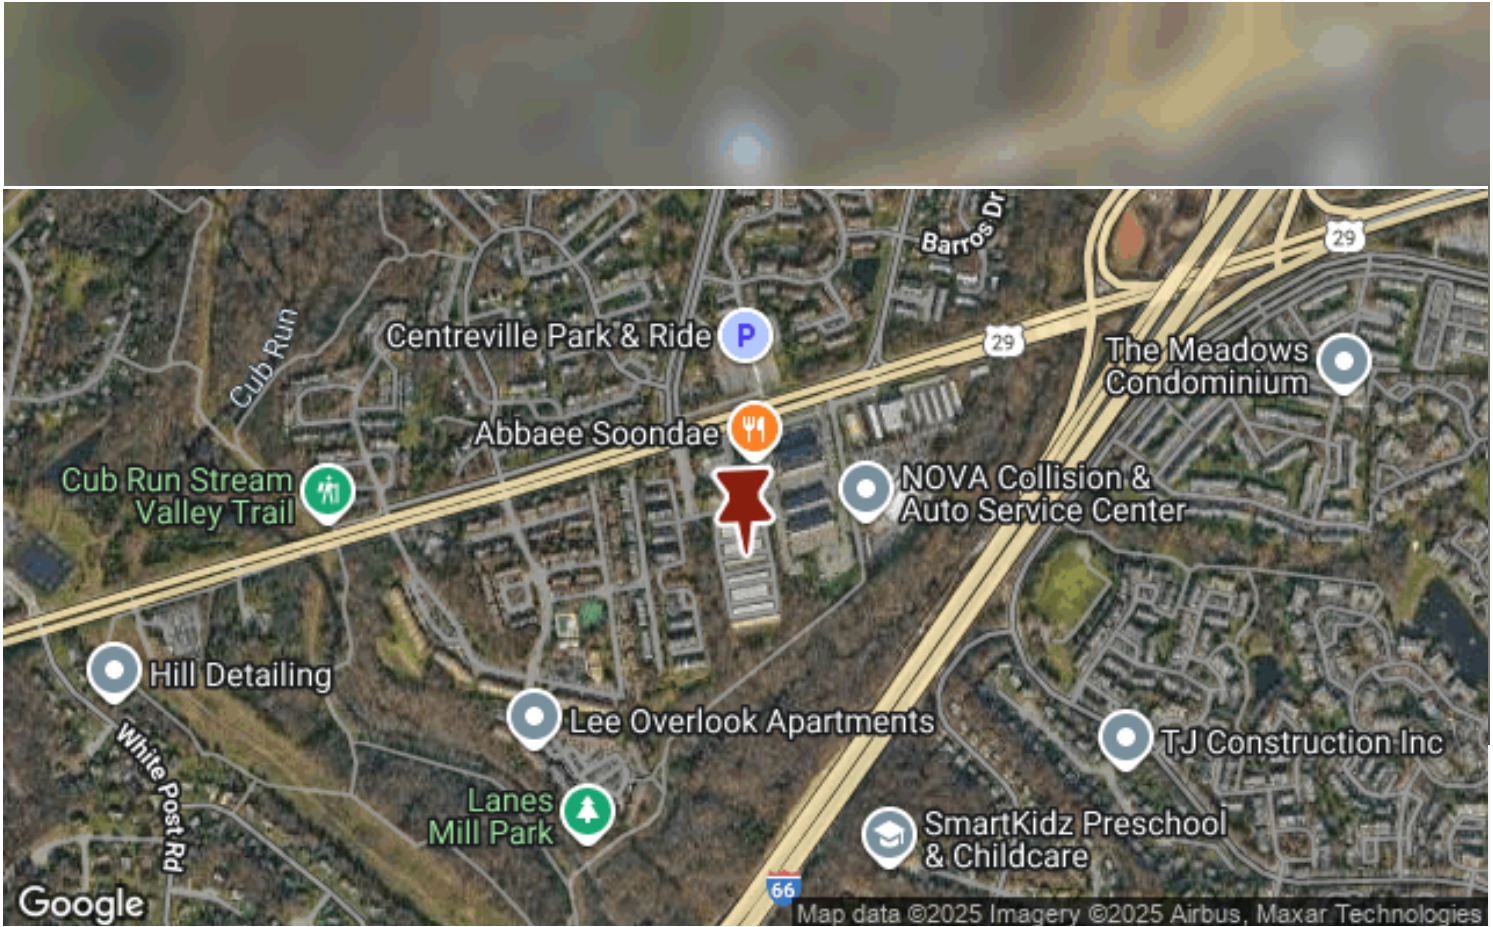 Barros Dr
29
Cub Run
Centreville Park & Ride
P
29
The Meadows
Condominium
Abbaee Soondae
Cub Run Stream
Valley Trail
NOVA Collision &
Auto Service Center
Hill Detailing
Lee Overlook Apartments
White Post Rd
TJ Construction Inc
Lanes
Mill Park
SmartKidz Preschool
& Childcare
66
Google
Map data ©2025 Imagery ©2025 Airbus, Maxar Technologies